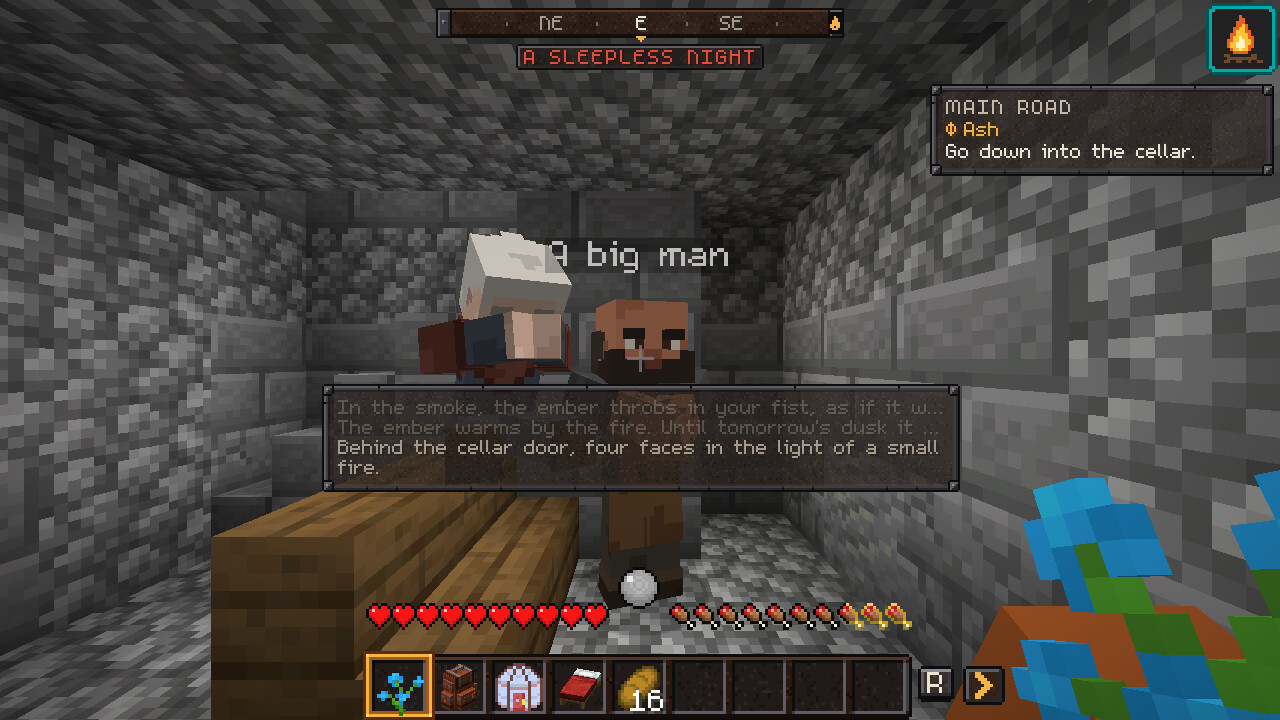 NE E SE
A SLEEPLESS NIGHT
MAIN ROAD
Ash
Go down into the cellar.
A big man
In the smoke, the ember throbs in your fist, as if it w...
The ember warms by the fire. Until tomorrow's dusk it ...
Behind the cellar door, four faces in the light of a small
fire.
16
R